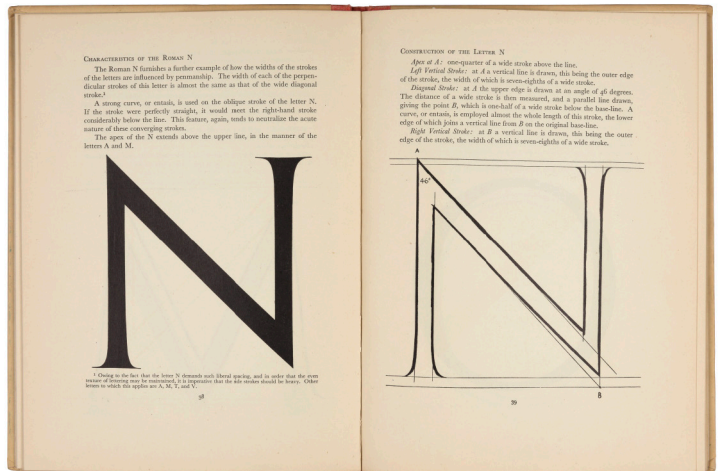 Characteristics of the Roman N
The Roman N furnishes a further example of how the widths of the strokes
of the letters are influenced by penmanship. The width of each of the perpen-
dicular strokes of this letter is almost the same as that of the wide diagonal
stroke.¹
A strong curve, or entasis, is used on the oblique stroke of the letter N.
If the stroke were perfectly straight, it would meet the right-hand stroke
considerably below the line. This feature, again, tends to neutralize the acute
nature of these converging strokes.
The apex of the N extends above the upper line, in the manner of the
letters A and M.
N
¹ Owing to the fact that the letter N demands such liberal spacing, and in order that the even
texture of lettering may be maintained, it is imperative that the side strokes should be heavy. Other
letters to which this applies are A, M, T, and V.
58
Construction of the Letter N
Apex at A: one-quarter of a wide stroke above the line.
Left Vertical Stroke: at A a vertical line is drawn, this being the outer edge
of the stroke, the width of which is seven-eighths of a wide stroke.
Diagonal Stroke: at A the upper edge is drawn at an angle of 46 degrees.
The distance of a wide stroke is then measured, and a parallel line drawn,
giving the point B, which is one-half of a wide stroke below the base-line. A
curve, or entasis, is employed almost the whole length of this stroke, the lower
edge of which joins a vertical line from B on the original base-line.
Right Vertical Stroke: at B a vertical line is drawn, this being the outer
edge of the stroke, the width of which is seven-eighths of a wide stroke.
A
46°
N
B
59